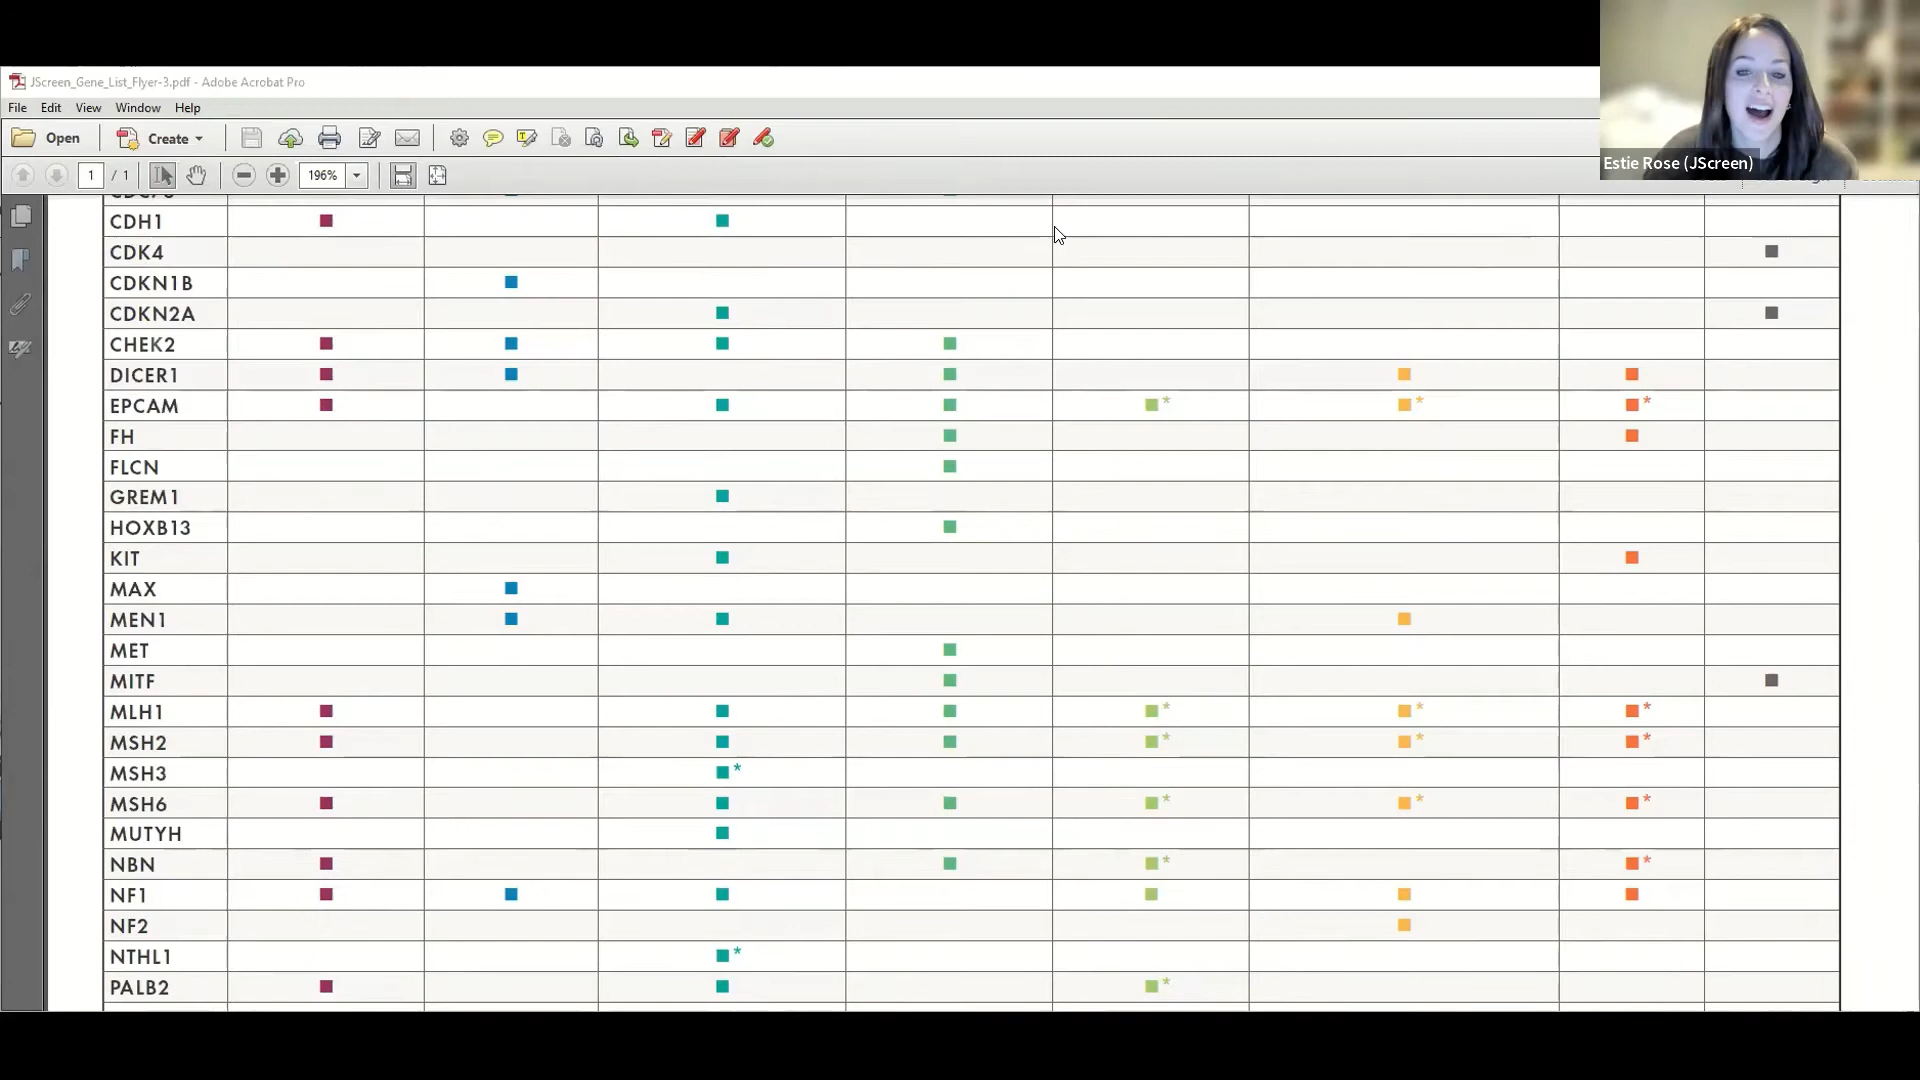 JScreen_Gene_List_Flyer-3.pdf - Adobe Acrobat Pro
File Edit View Window Help
Open Create
1 / 1 196%
Estie Rose (JScreen)
CDH1
CDK4
CDKN1B
CDKN2A
CHEK2
DICER1
EPCAM * * *
FH
FLCN
GREM1
HOXB13
KIT
MAX
MEN1
MET
MITF
MLH1 * * *
MSH2 * * *
MSH3 *
MSH6 * * *
MUTYH
NBN * *
NF1
NF2
NTHL1 *
PALB2 *